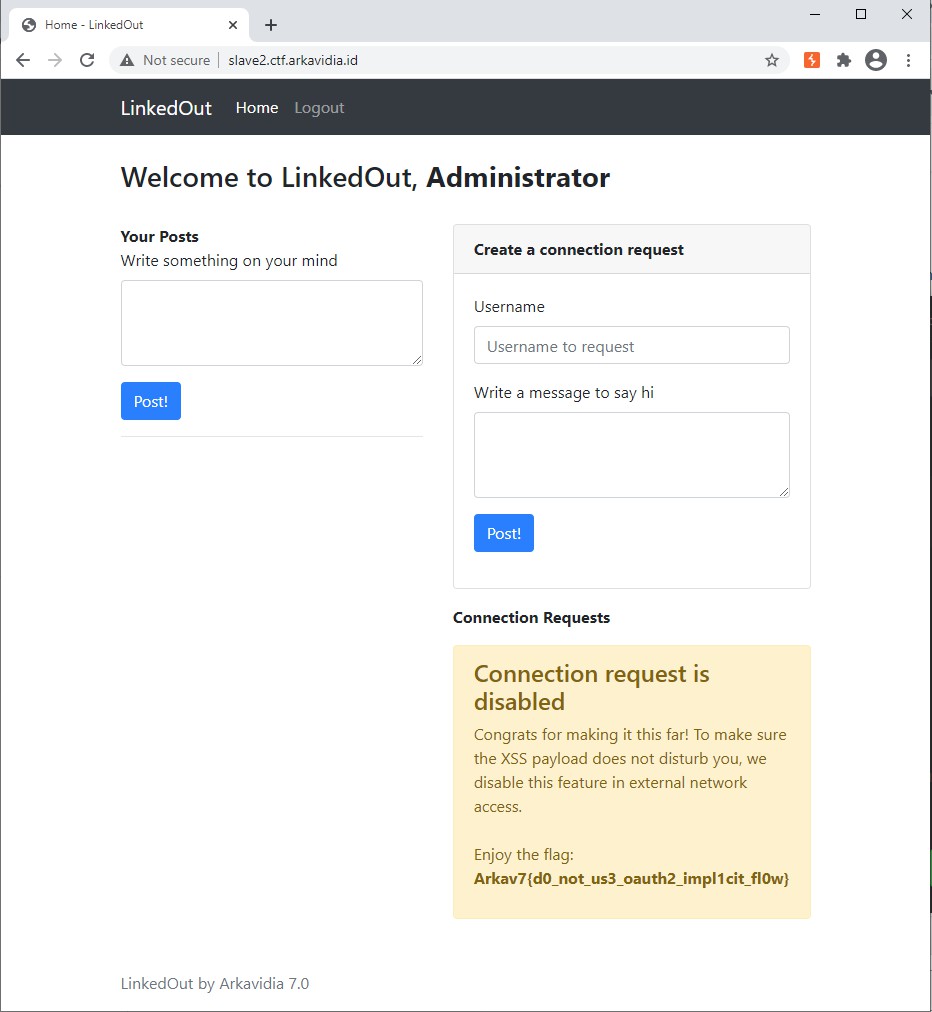 Home - LinkedOut
Not secure
slave2.ctf.arkavidia.id
LinkedOut Home Logout
Welcome to LinkedOut, Administrator
Your Posts
Write something on your mind
Post!
Create a connection request
Username
Username to request
Write a message to say hi
Post!
Connection Requests
Connection request is
disabled
Congrats for making it this far! To make sure
the XSS payload does not disturb you, we
disable this feature in external network
access.
Enjoy the flag:
Arkav7{d0_not_us3_oauth2_impl1cit_fl0w}
LinkedOut by Arkavidia 7.0